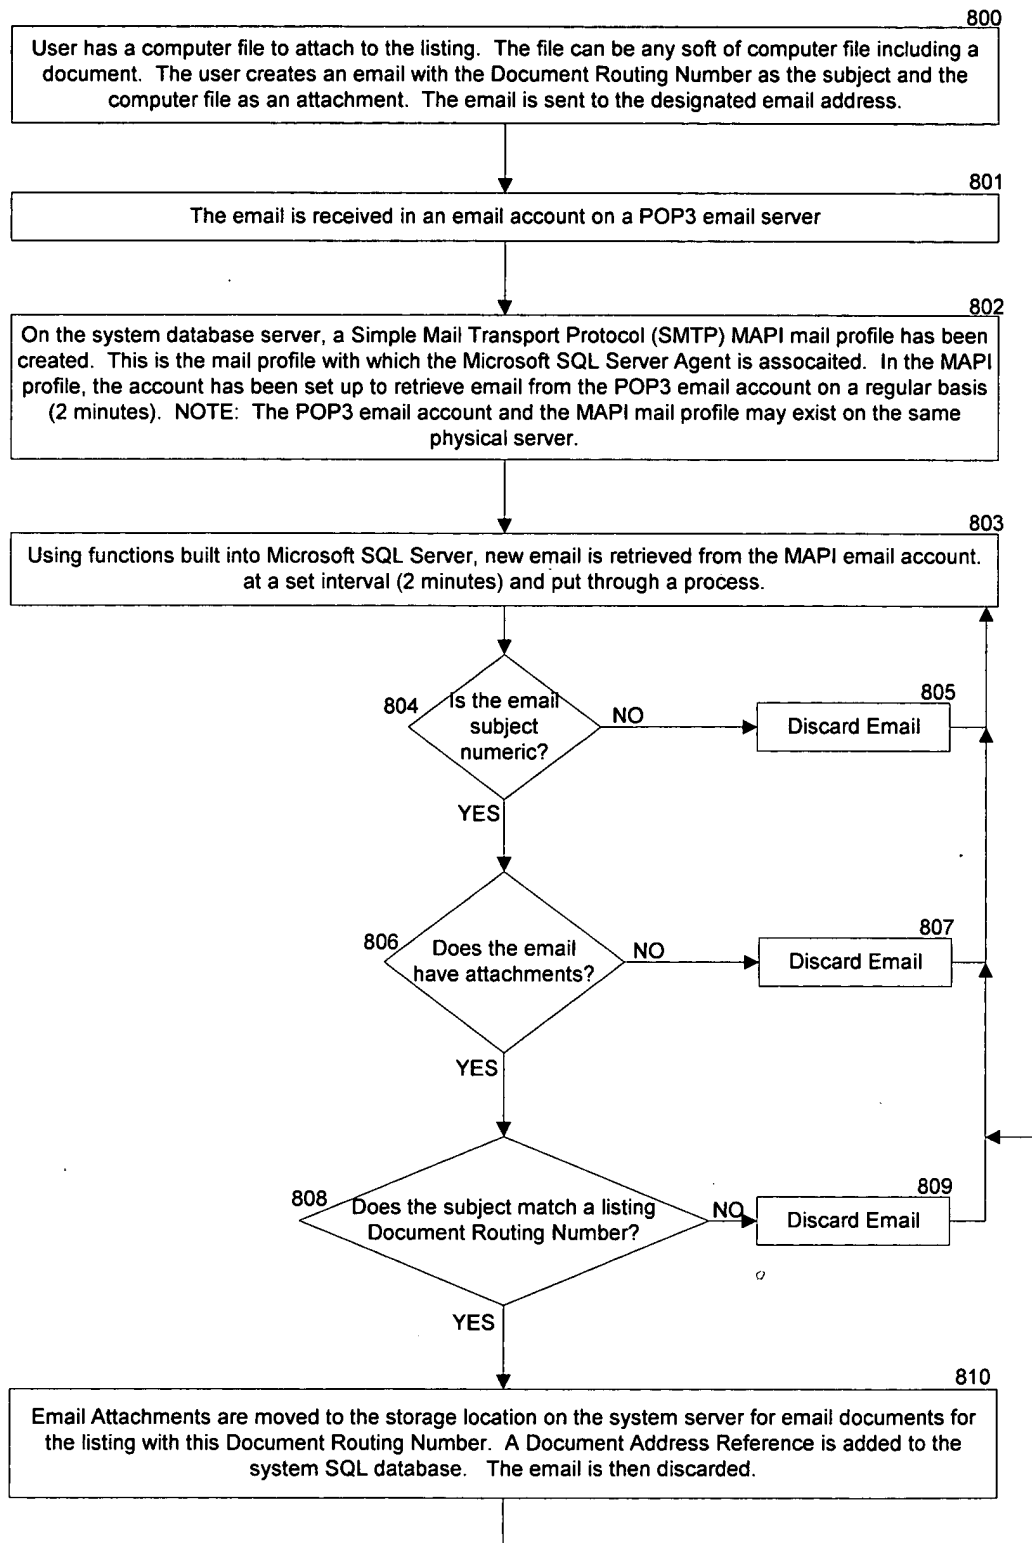 800
User has a computer file to attach to the listing. The file can be any soft of computer file including a
document. The user creates an email with the Document Routing Number as the subject and the
computer file as an attachment. The email is sent to the designated email address.
801
The email is received in an email account on a POP3 email server
802
On the system database server, a Simple Mail Transport Protocol (SMTP) MAPI mail profile has been
created. This is the mail profile with which the Microsoft SQL Server Agent is assocaited. In the MAPI
profile, the account has been set up to retrieve email from the POP3 email account on a regular basis
(2 minutes). NOTE: The POP3 email account and the MAPI mail profile may exist on the same
physical server.
803
Using functions built into Microsoft SQL Server, new email is retrieved from the MAPI email account.
at a set interval (2 minutes) and put through a process.
804
Is the email
subject
numeric?
NO
805
Discard Email
YES
806
Does the email
have attachments?
NO
807
Discard Email
YES
808
Does the subject match a listing
Document Routing Number?
NO
809
Discard Email
YES
810
Email Attachments are moved to the storage location on the system server for email documents for
the listing with this Document Routing Number. A Document Address Reference is added to the
system SQL database. The email is then discarded.